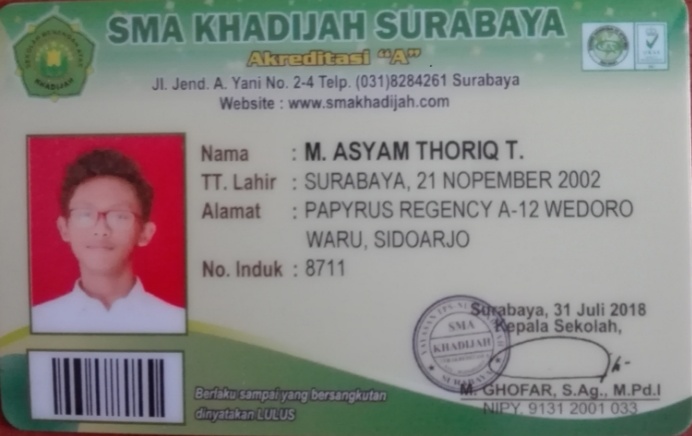 SMA KHADIJAH SURABAYA
Akreditasi "A"
Jl. Jend. A. Yani No. 2-4 Telp. (031)8284261 Surabaya
Website : www.smakhadijah.com
KHADIJAH
Nama : M. ASYAM THORIQ T.
TT. Lahir : SURABAYA, 21 NOPEMBER 2002
Alamat : PAPYRUS REGENCY A-12 WEDORO
WARU, SIDOARJO
No. Induk : 8711
Surabaya, 31 Juli 2018
Kepala Sekolah,
SMA
KHADIJAH
SURABAYA
M. GHOFAR, S.Ag., M.Pd.I
NIPY. 9131 2001 033
Berlaku sampai yang bersangkutan
dinyatakan LULUS